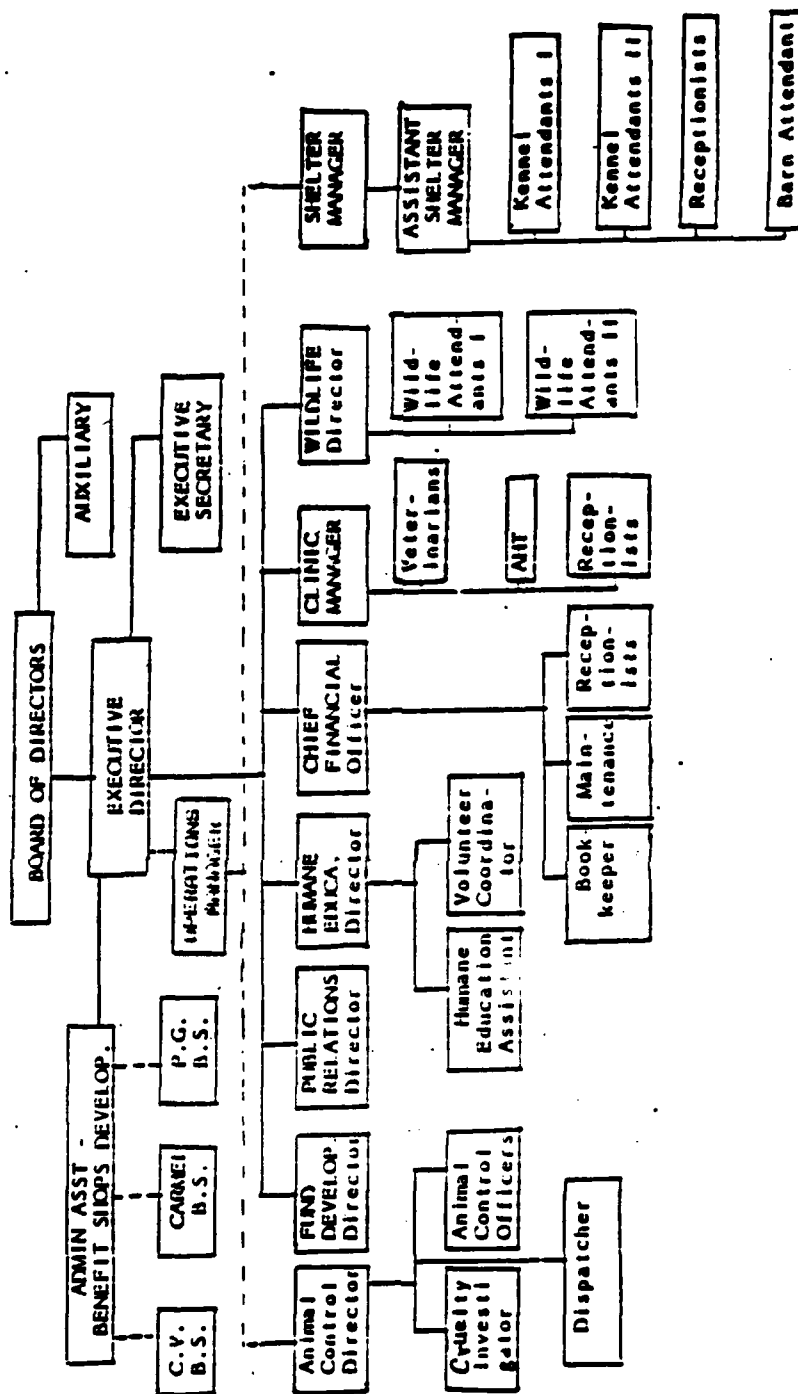 BOARD OF DIRECTORS
AUXILIARY
EXECUTIVE
DIRECTOR
EXECUTIVE
SECRETARY
ADMIN ASST -
BENEFIT SHOPS DEVELOP.
C.V.
B.S.
CARMEL
B.S.
P.G.
B.S.
OPERATIONS
MANAGER
Animal
Control
Director
FUND
DEVELOP.
Director
PUBLIC
RELATIONS
Director
HUMANE
EDUCA.
Director
CHIEF
FINANCIAL
Officer
CLINIC
MANAGER
WILDLIFE
Director
SHELTER
MANAGER
ASSISTANT
SHELTER
MANAGER
Cruelty
Investi
gator
Animal
Control
Officers
Dispatcher
Humane
Education
Assistant
Volunteer
Coordina-
tor
Book-
keeper
Main-
tenance
Recep-
tion-
ists
Veter-
inarians
AHT
Recep-
tion-
ists
Wild-
life
Attend-
ants I
Wild-
life
Attend-
ants II
Kennel
Attendants I
Kennel
Attendants II
Receptionists
Barn Attendant